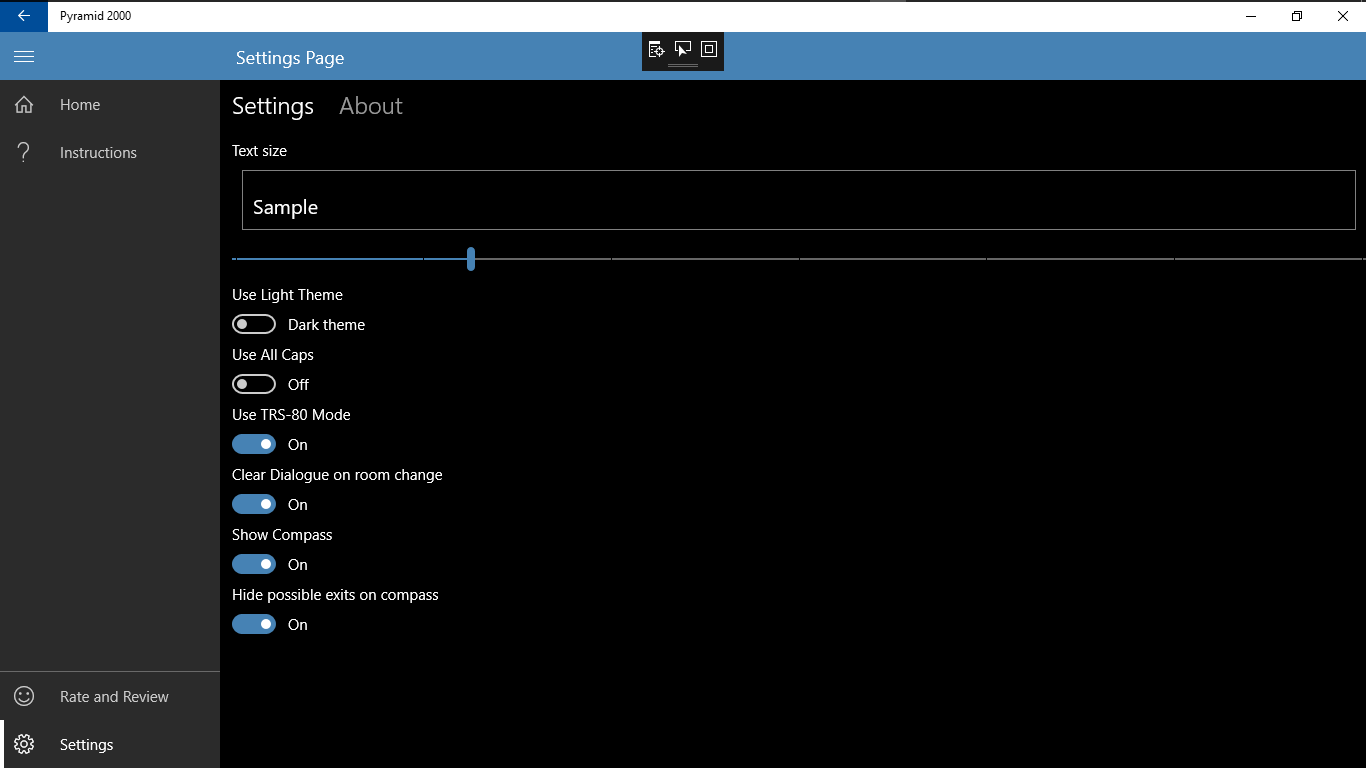 Pyramid 2000
Settings Page
Home
Instructions
Settings About
Text size
Sample
Use Light Theme
Dark theme
Use All Caps
Off
Use TRS-80 Mode
On
Clear Dialogue on room change
On
Show Compass
On
Hide possible exits on compass
On
Rate and Review
Settings